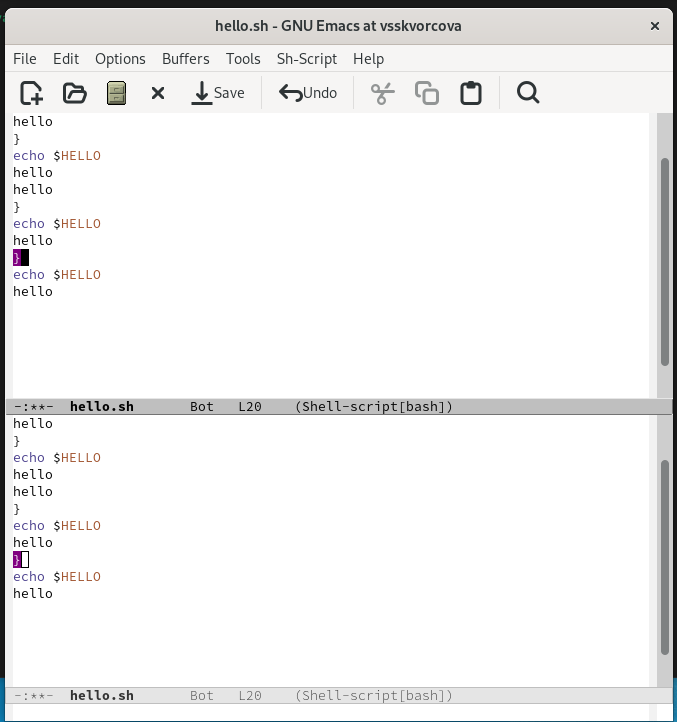 hello.sh - GNU Emacs at vsskvorcova
File Edit Options Buffers Tools Sh-Script Help
Save Undo
hello
}
echo $HELLO
hello
hello
}
echo $HELLO
hello
}
echo $HELLO
hello
-:**- hello.sh Bot L20 (Shell-script[bash])
hello
}
echo $HELLO
hello
hello
}
echo $HELLO
hello
}
echo $HELLO
hello
-:**- hello.sh Bot L20 (Shell-script[bash])